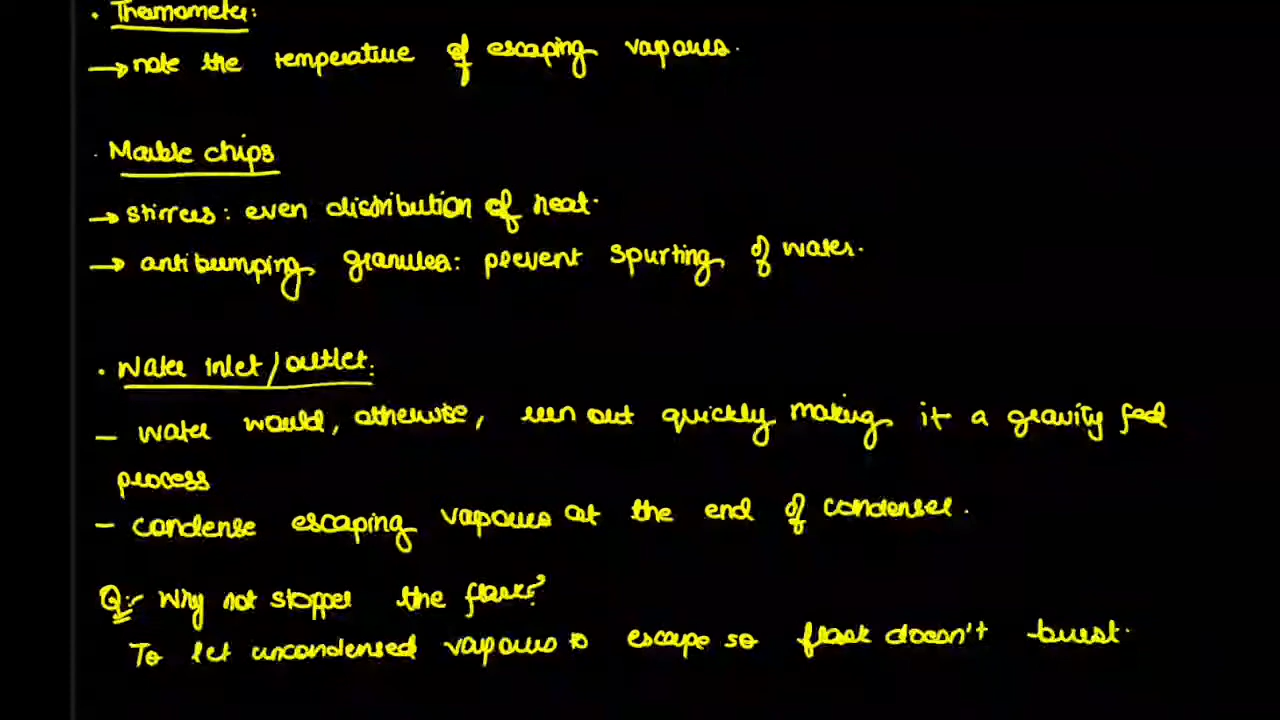 · Thermometer:
→ note the temperature of escaping vapours.
· Marble chips
→ stirrers: even distribution of heat.
→ antibumping granules: prevent spurting of water.
· Water inlet/outlet:
– water would, otherwise, run out quickly making it a gravity fed
process
– condense escaping vapours at the end of condenser.
Q:- Why not stopper the flask?
To let uncondensed vapours to escape so flask doesn't burst.